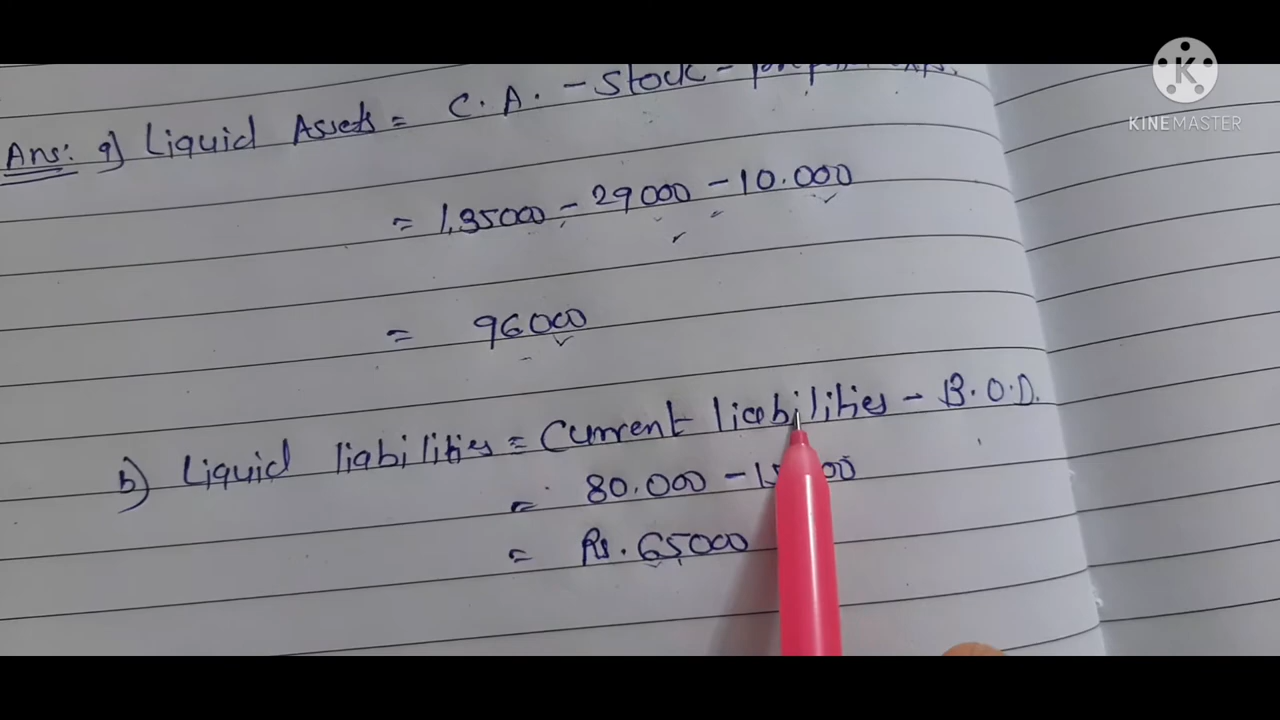 KINEMASTER
Ans: a) Liquid Assets = C.A. - Stock -
= 1,35000 - 29000 - 10.000
= 96000
b) Liquid liabilities = Current liabilities - B.O.D.
= 80.000 -
= Rs. 65000